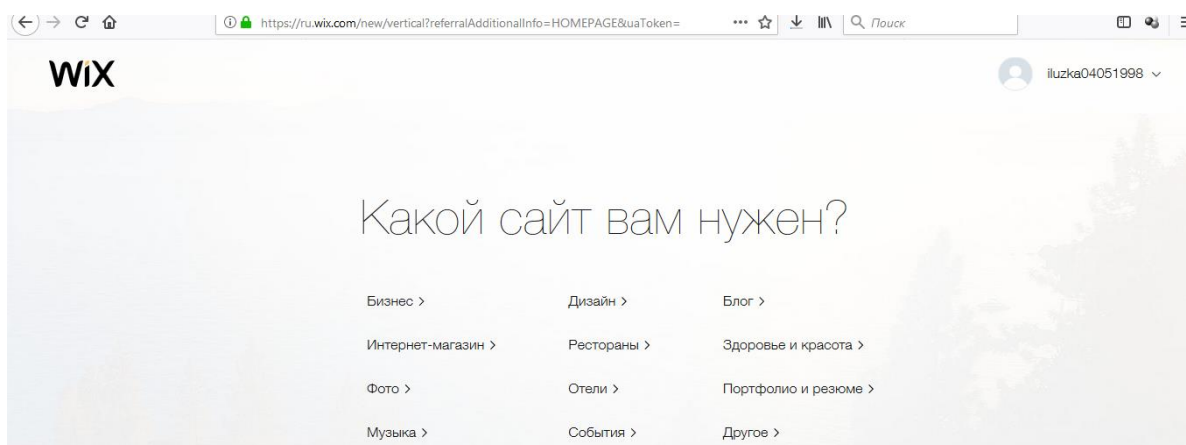 https://ru.wix.com/new/vertical?referralAdditionalInfo=HOMEPAGE&uaToken=
Поиск
WiX
iluzka04051998
Какой сайт вам нужен?
Бизнес > Дизайн > Блог >
Интернет-магазин > Рестораны > Здоровье и красота >
Фото > Отели > Портфолио и резюме >
Музыка > События > Другое >